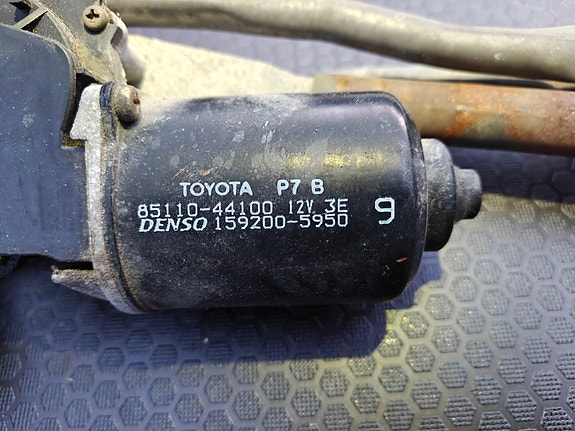 TOYOTA P7 B
85110-44100 12V 3E
DENSO 159200-5950
9